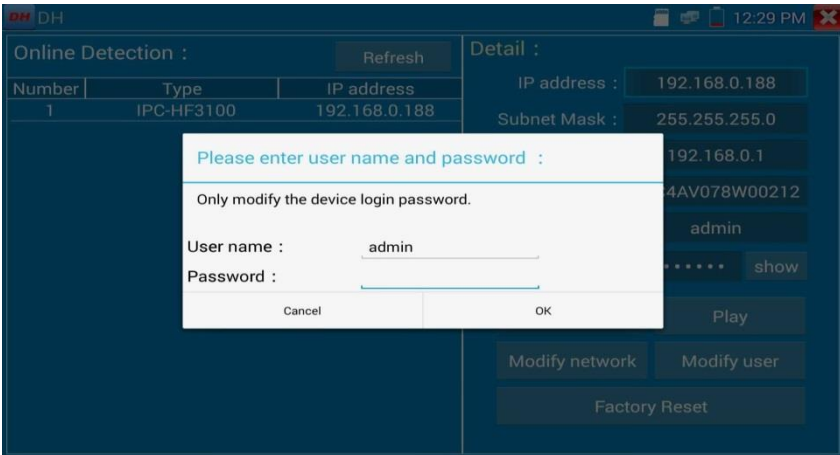 DH DH 12:29 PM
Online Detection : Refresh
Number Type IP address
1 IPC-HF3100 192.168.0.188
Detail :
IP address : 192.168.0.188
Subnet Mask : 255.255.255.0
192.168.0.1
4AV078W00212
admin
•••••• show
Play
Modify network Modify user
Factory Reset
Please enter user name and password :
Only modify the device login password.
User name : admin
Password :
Cancel OK